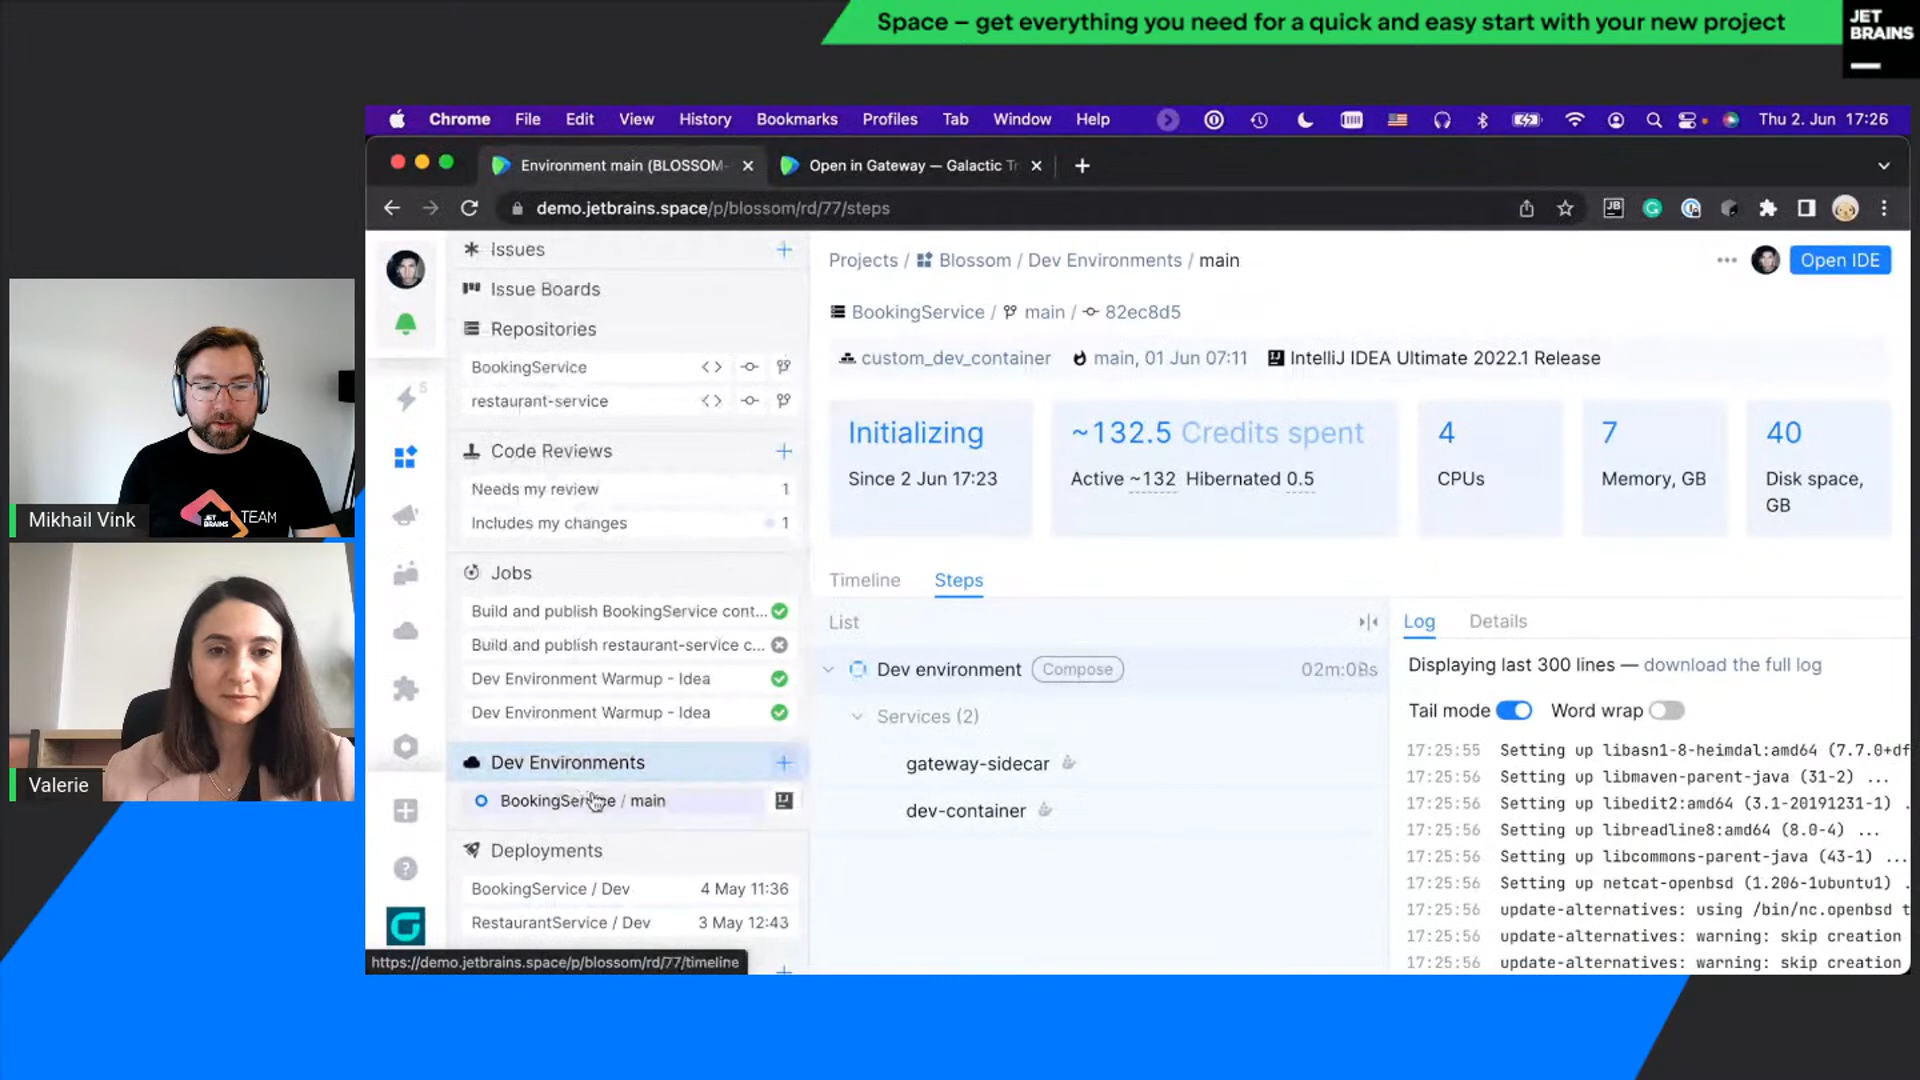 Space – get everything you need for a quick and easy start with your new project
JET
BRAINS
Chrome File Edit View History Bookmarks Profiles Tab Window Help Thu 2. Jun 17:26
Environment main (BLOSSOM-
Open in Gateway — Galactic Tr
demo.jetbrains.space/p/blossom/rd/77/steps
Issues
Issue Boards
Repositories
BookingService
restaurant-service
Code Reviews
Needs my review 1
Includes my changes 1
Jobs
Build and publish BookingService cont...
Build and publish restaurant-service c...
Dev Environment Warmup - Idea
Dev Environment Warmup - Idea
Dev Environments
BookingService / main
Deployments
BookingService / Dev 4 May 11:36
RestaurantService / Dev 3 May 12:43
https://demo.jetbrains.space/p/blossom/rd/77/timeline
5
Projects / Blossom / Dev Environments / main
Open IDE
BookingService / main / 82ec8d5
custom_dev_container main, 01 Jun 07:11 IntelliJ IDEA Ultimate 2022.1 Release
Initializing
Since 2 Jun 17:23
~132.5 Credits spent
Active ~132 Hibernated 0.5
4
CPUs
7
Memory, GB
40
Disk space,
GB
Timeline Steps
List
Dev environment Compose
Services (2)
gateway-sidecar
dev-container
Log Details
Displaying last 300 lines — download the full log
Tail mode Word wrap
17:25:55 Setting up libasn1-8-heimdal:amd64 (7.7.0+df
17:25:56 Setting up libmaven-parent-java (31-2) ...
17:25:56 Setting up libedit2:amd64 (3.1-20191231-1) .
17:25:56 Setting up libreadline8:amd64 (8.0-4) ...
17:25:56 Setting up libcommons-parent-java (43-1) ...
17:25:56 Setting up netcat-openbsd (1.206-1ubuntu1) .
17:25:56 update-alternatives: using /bin/nc.openbsd t
17:25:56 update-alternatives: warning: skip creation
17:25:56 update-alternatives: warning: skip creation
Mikhail Vink
JET
BRAINS TEAM
Valerie